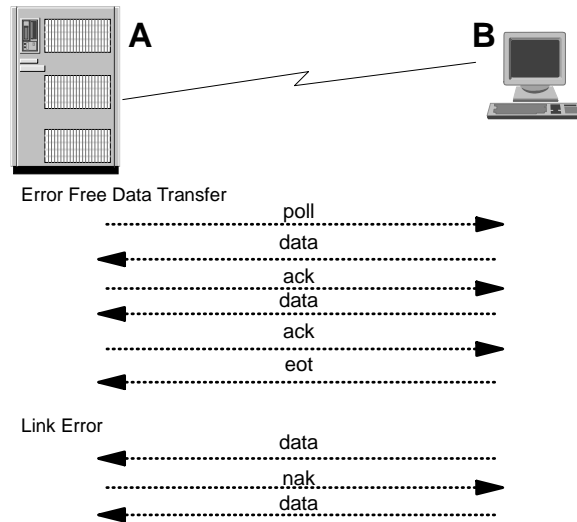 A
B
Error Free Data Transfer
poll
data
ack
data
ack
eot
Link Error
data
nak
data